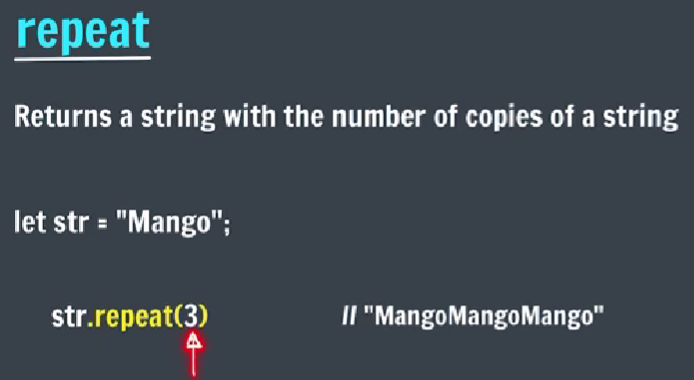 repeat
Returns a string with the number of copies of a string
let str = "Mango";
str.repeat(3) // "MangoMangoMango"